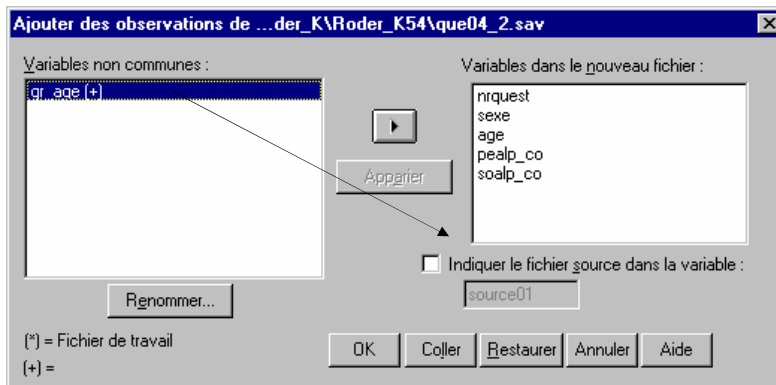 Ajouter des observations de ...der_K\Roder_K54\que04_2.sav
Variables non communes :
gr_age (+)
Renommer...
(*) = Fichier de travail
(+) =
Apparier
Variables dans le nouveau fichier :
nrquest
sexe
age
pealp_co
soalp_co
Indiquer le fichier source dans la variable :
source01
OK
Coller
Restaurer
Annuler
Aide